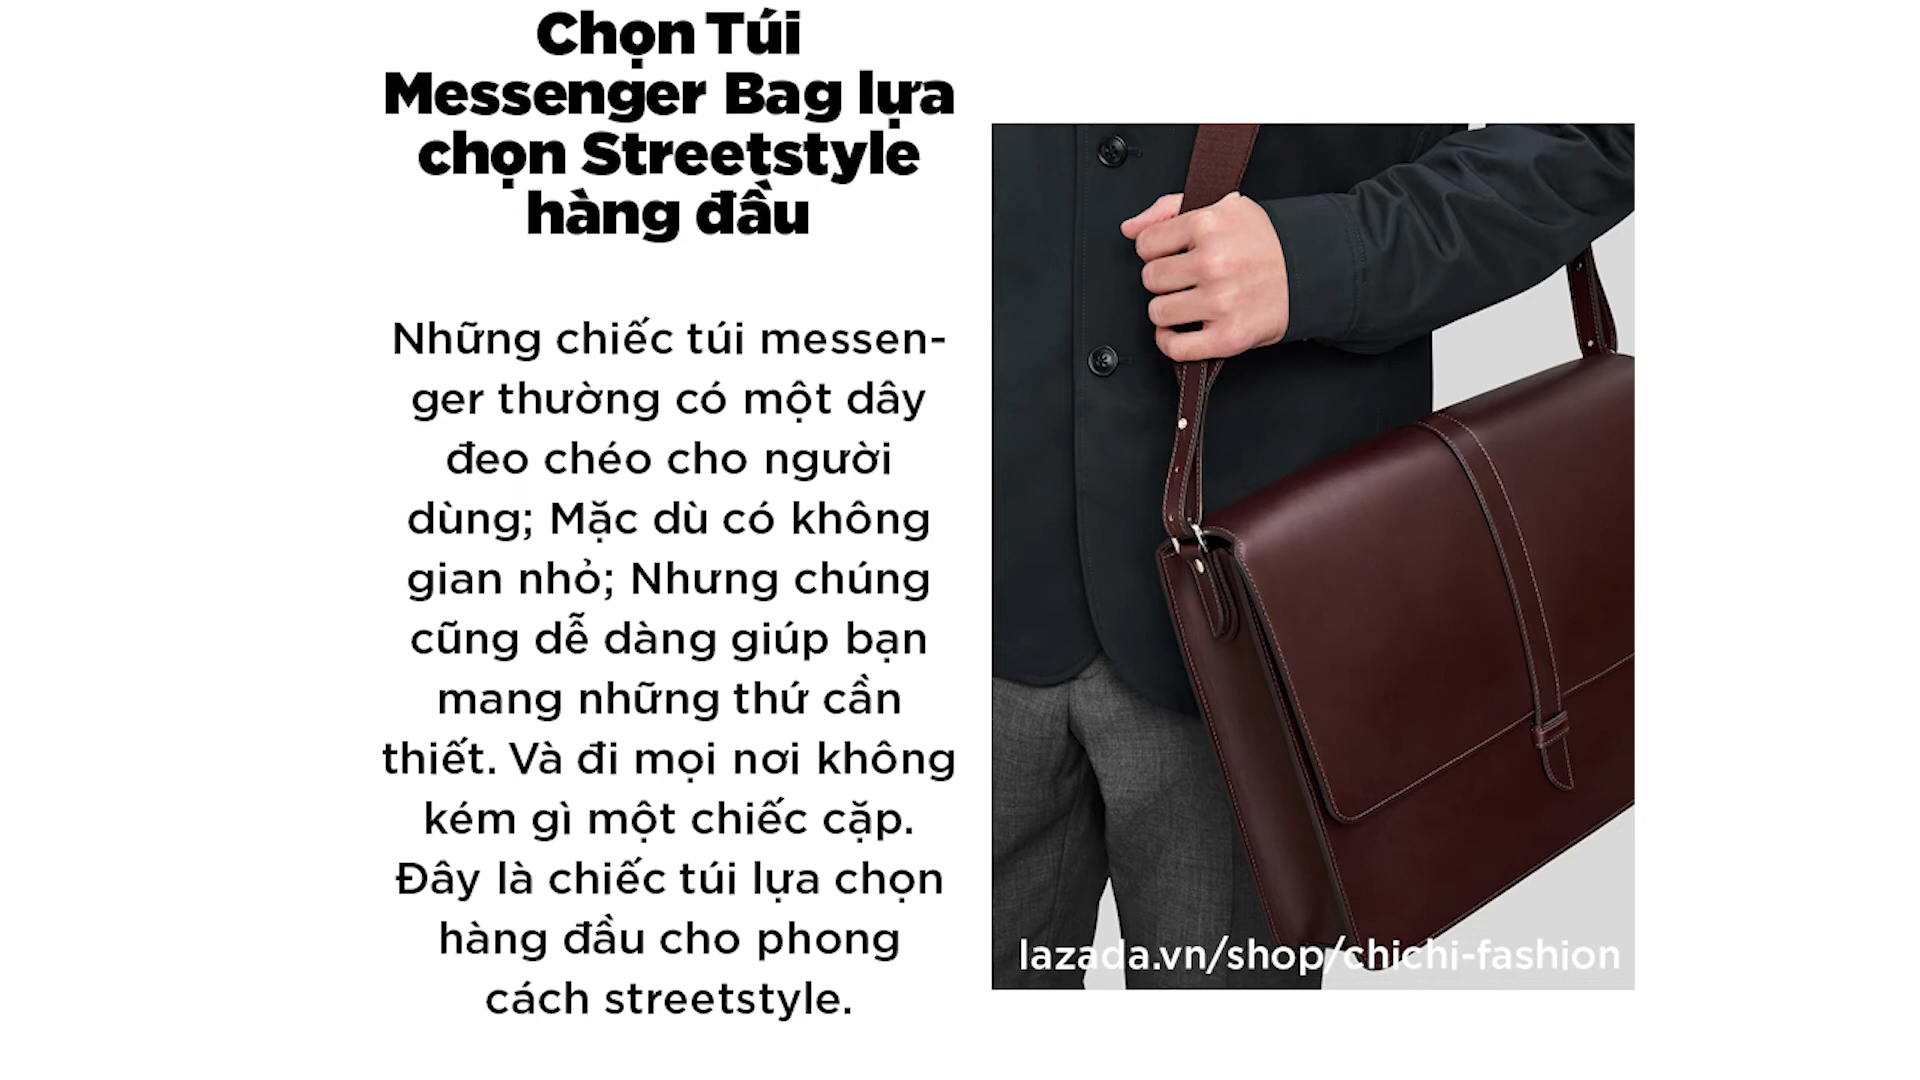 Chọn Túi
Messenger Bag lựa
chọn Streetstyle
hàng đầu
Những chiếc túi messen-
ger thường có một dây
đeo chéo cho người
dùng; Mặc dù có không
gian nhỏ; Nhưng chúng
cũng dễ dàng giúp bạn
mang những thứ cần
thiết. Và đi mọi nơi không
kém gì một chiếc cặp.
Đây là chiếc túi lựa chọn
hàng đầu cho phong
cách streetstyle.
lazada.vn/shop/chichi-fashion